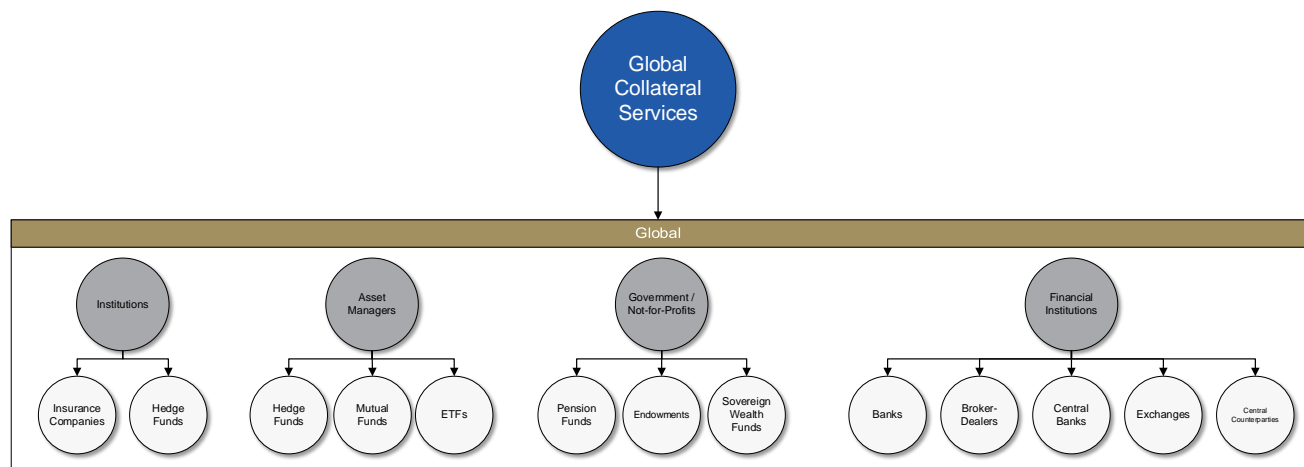 Global
Collateral
Services
Global
Institutions
Asset
Managers
Government /
Not-for-Profits
Financial
Institutions
Insurance
Companies
Hedge
Funds
Hedge
Funds
Mutual
Funds
ETFs
Pension
Funds
Endowments
Sovereign
Wealth
Funds
Banks
Broker-
Dealers
Central
Banks
Exchanges
Central
Counterparties